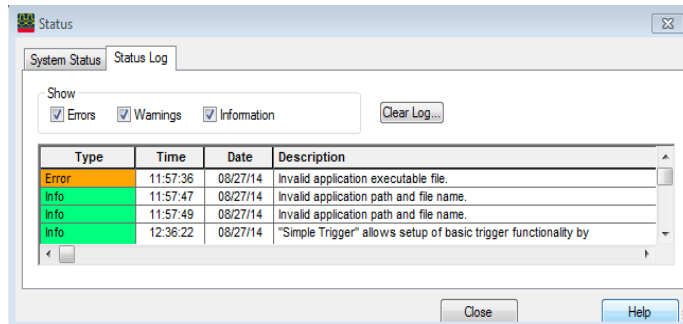 Status
System Status Status Log
Show
Errors Warnings Information Clear Log...
Type Time Date Description
Error 11:57:36 08/27/14 Invalid application executable file.
Info 11:57:47 08/27/14 Invalid application path and file name.
Info 11:57:49 08/27/14 Invalid application path and file name.
Info 12:36:22 08/27/14 "Simple Trigger" allows setup of basic trigger functionality by
Close Help